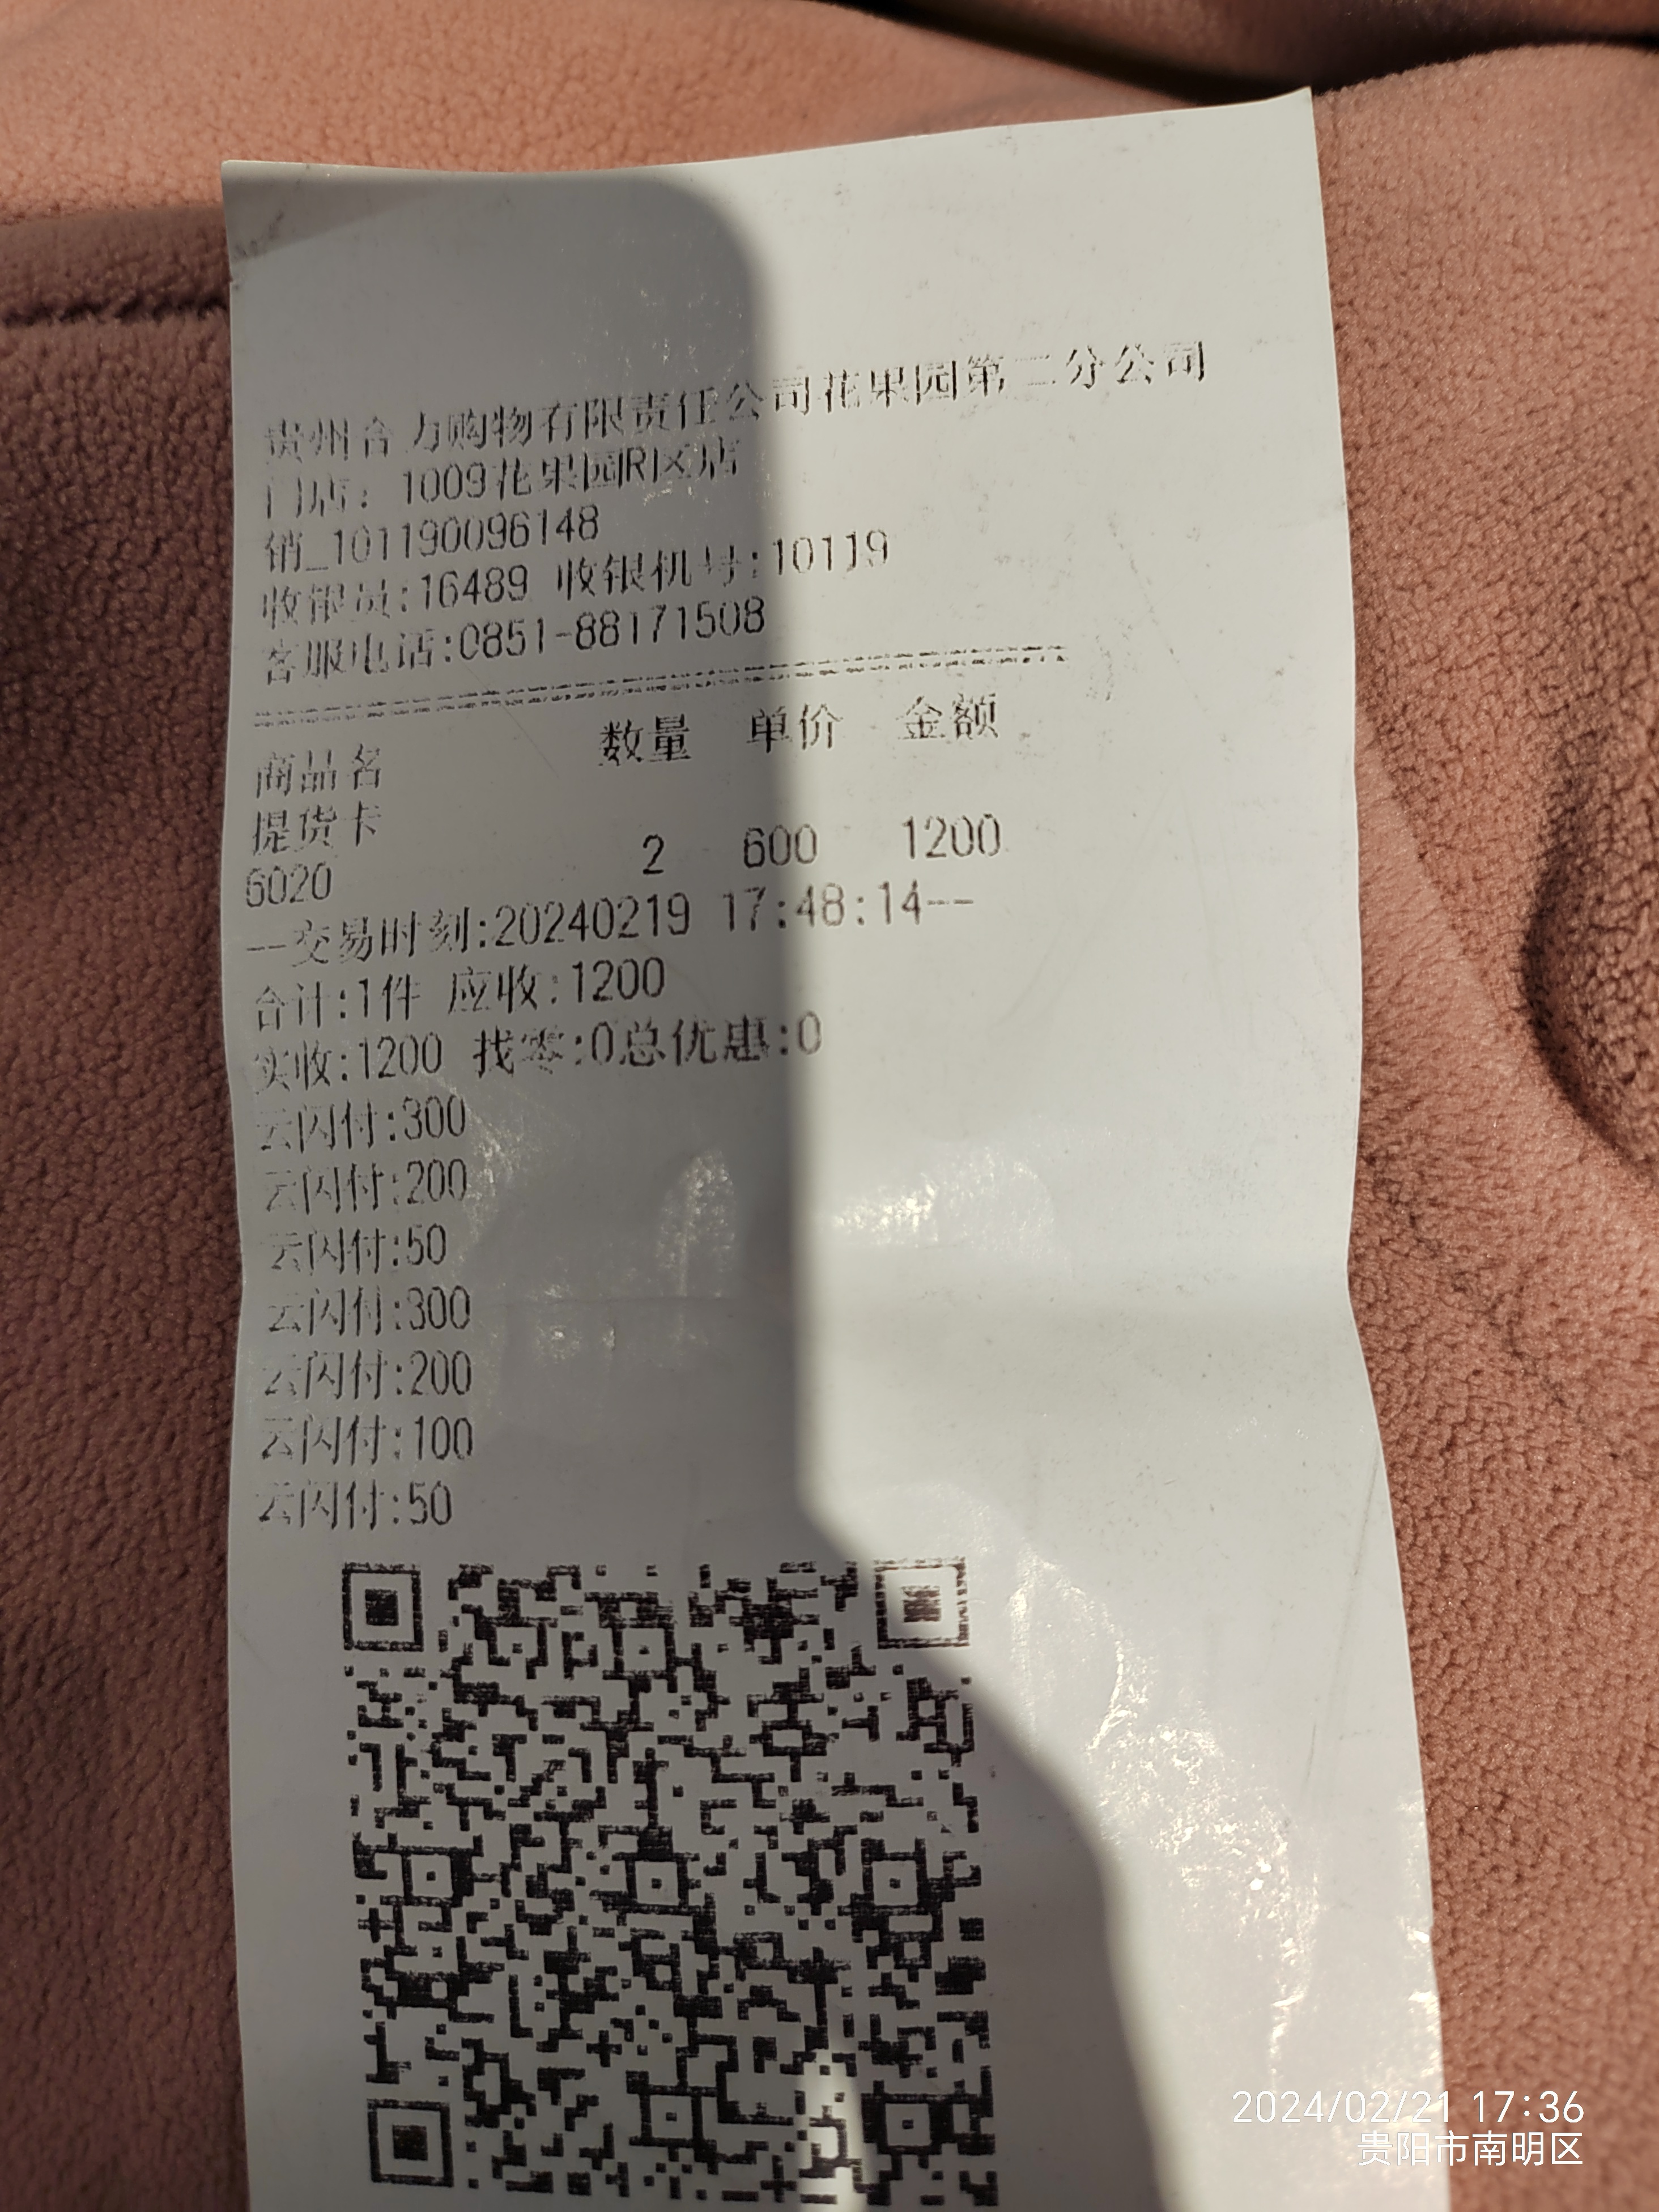 贵州合力购物有限责任公司花果园第二分公司
门店：1009花果园R区店
销_101190096148
收银员:16489 收银机号:10119
客服电话:0851-88171508
商品名 数量 单价 金额
提货卡
6020 2 600 1200
--交易时刻:20240219 17:48:14--
合计:1件 应收:1200
实收:1200 找零:0总优惠:0
云闪付:300
云闪付:200
云闪付:50
云闪付:300
云闪付:200
云闪付:100
云闪付:50
2024/02/21 17:36
贵阳市南明区